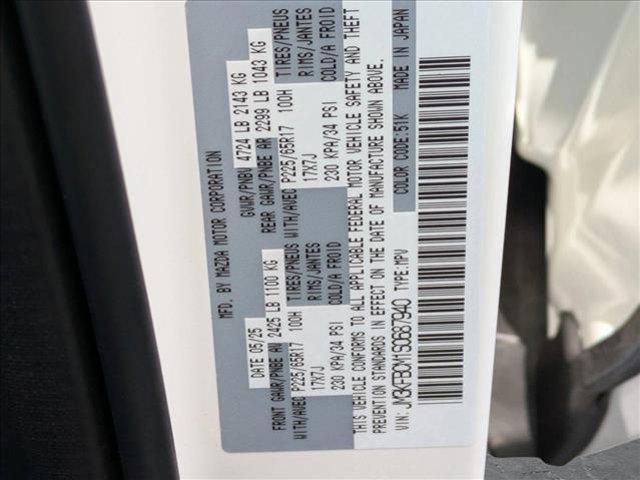 MFD. BY MAZDA MOTOR CORPORATION
DATE 05/25 GVWR/PNBV 4724 LB 2143 KG
FRONT GAWR/PNBE AV 2425 LB 1100 KG REAR GAWR/PNBE AR 2299 LB 1043 KG
WITH/AVEC P225/65R17 100H TIRES/PNEUS WITH/AVEC P225/65R17 100H TIRES/PNEUS
17X7J RIMS/JANTES 17X7J RIMS/JANTES
230 KPA/34 PSI COLD/A FROID 230 KPA/34 PSI COLD/A FROID
THIS VEHICLE CONFORMS TO ALL APPLICABLE FEDERAL MOTOR VEHICLE SAFETY AND THEFT
PREVENTION STANDARDS IN EFFECT ON THE DATE OF MANUFACTURE SHOWN ABOVE.
VIN: JM3KFBCM1S0687940 TYPE: MPV COLOR CODE: 51K MADE IN JAPAN